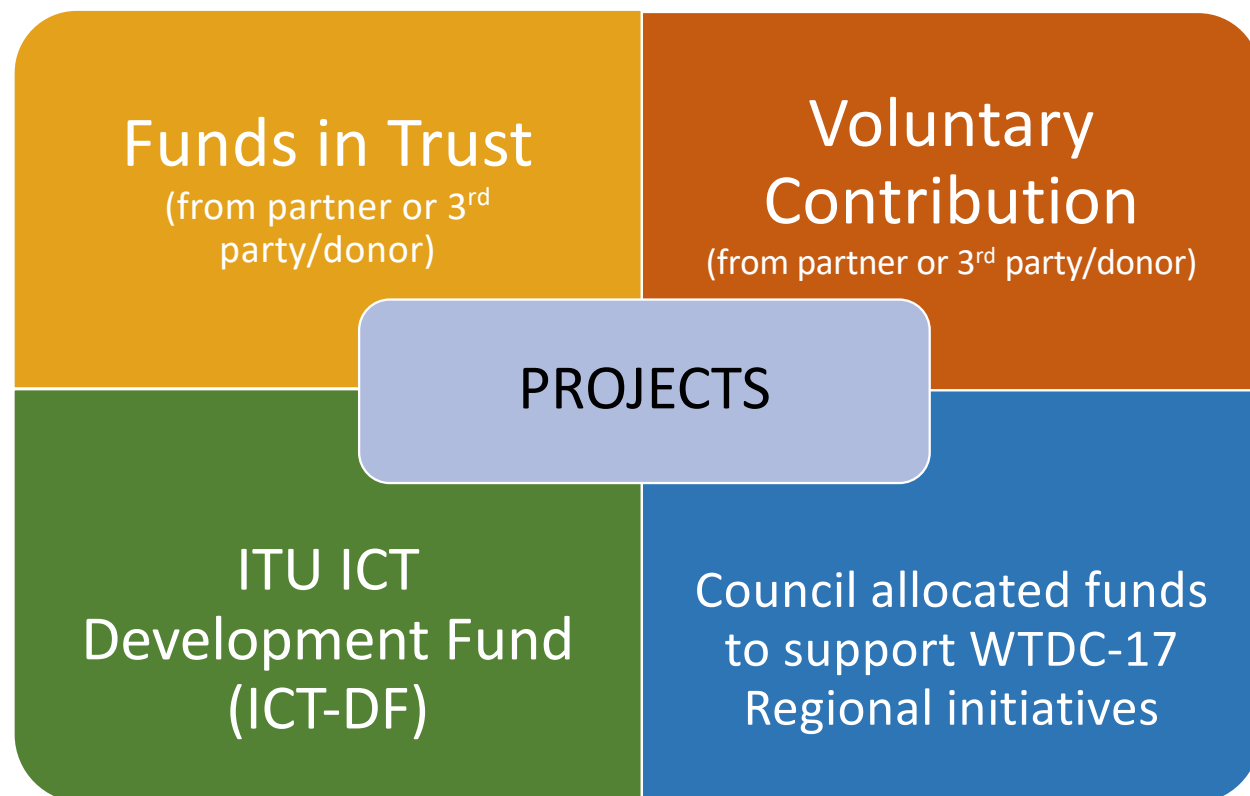 Funds in Trust
(from partner or 3rd
party/donor)
Voluntary
Contribution
(from partner or 3rd party/donor)
PROJECTS
ITU ICT
Development Fund
(ICT-DF)
Council allocated funds
to support WTDC-17
Regional initiatives